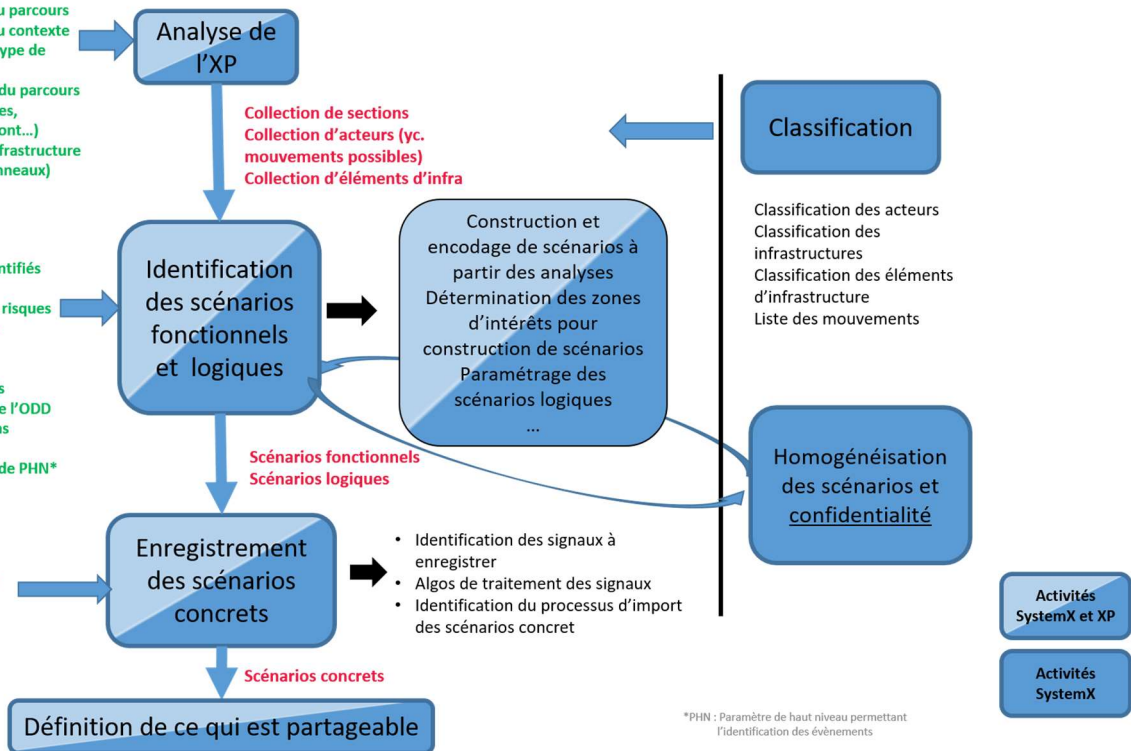 u parcours
u contexte
ype de
du parcours
es,
ont…)
nfrastructure
nneaux)
Analyse de
l’XP
Collection de sections
Collection d’acteurs (yc.
mouvements possibles)
Collection d’éléments d’infra
Classification
Classification des acteurs
Classification des
infrastructures
Classification des éléments
d’infrastructure
Liste des mouvements
ntifiés
risques
s
e l’ODD
ns
de PHN*
Identification
des scénarios
fonctionnels
et logiques
Construction et
encodage de scénarios à
partir des analyses
Détermination des zones
d’intérêts pour
construction de scénarios
Paramétrage des
scénarios logiques
…
Scénarios fonctionnels
Scénarios logiques
Homogénéisation
des scénarios et
confidentialité
Enregistrement
des scénarios
concrets
• Identification des signaux à
enregistrer
• Algos de traitement des signaux
• Identification du processus d’import
des scénarios concret
Scénarios concrets
Définition de ce qui est partageable
Activités
SystemX et XP
Activités
SystemX
*PHN : Paramètre de haut niveau permettant
l’identification des évènements